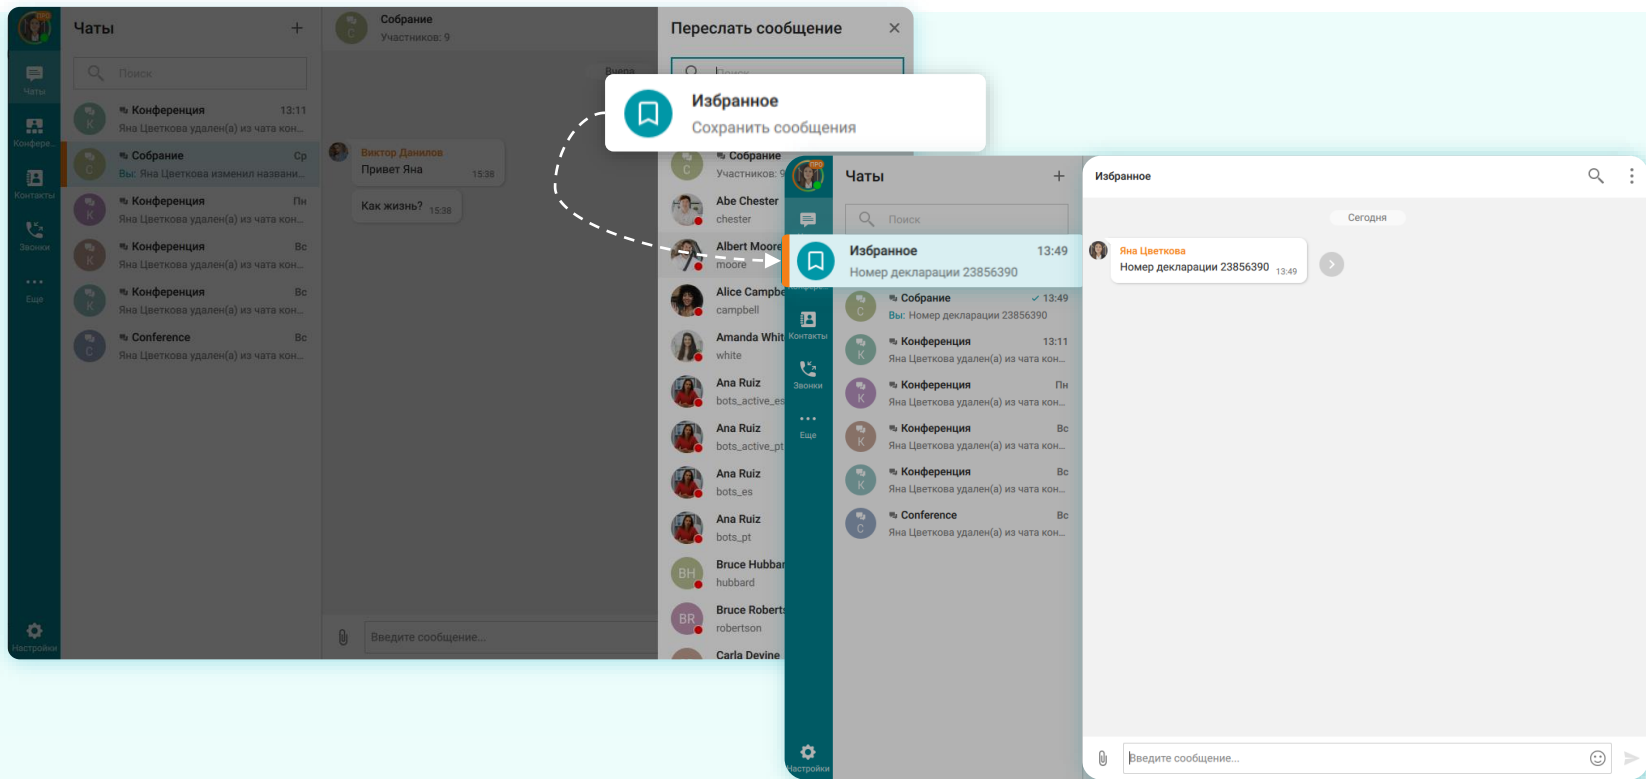 ПРО
Чаты
Поиск
Чаты
Конфере...
Контакты
Звонки
Еще
Настройки
Конференция 13:11
К
Яна Цветкова удален(а) из чата кон...
Собрание Ср
С
Вы: Яна Цветкова изменил названи...
Конференция Пн
К
Яна Цветкова удален(а) из чата кон...
Конференция Вс
К
Яна Цветкова удален(а) из чата кон...
Конференция Вс
К
Яна Цветкова удален(а) из чата кон...
Conference Вс
C
Яна Цветкова удален(а) из чата кон...
Собрание
С
Участников: 9
Вчера
Виктор Данилов
Привет Яна 15:38
Как жизнь? 15:38
Введите сообщение...
Переслать сообщение
Поиск
Избранное
Сохранить сообщения
Собрание
С
Участников: 9
Abe Chester
chester
Albert Moore
moore
Alice Campbe
campbell
Amanda Whit
white
Ana Ruiz
bots_active_es
Ana Ruiz
bots_active_pt
Ana Ruiz
bots_es
Ana Ruiz
bots_pt
BH
Bruce Hubbar
hubbard
BR
Bruce Robert
robertson
Carla Devine
ПРО
Чаты
Поиск
Контакты
Звонки
Еще
Настройки
Избранное 13:49
Номер декларации 23856390
Собрание 13:49
С
Вы: Номер декларации 23856390
Конференция 13:11
К
Яна Цветкова удален(а) из чата кон...
Конференция Пн
К
Яна Цветкова удален(а) из чата кон...
Конференция Вс
К
Яна Цветкова удален(а) из чата кон...
Конференция Вс
К
Яна Цветкова удален(а) из чата кон...
Conference Вс
C
Яна Цветкова удален(а) из чата кон...
Избранное
Сегодня
Яна Цветкова
Номер декларации 23856390 13:49
Введите сообщение...